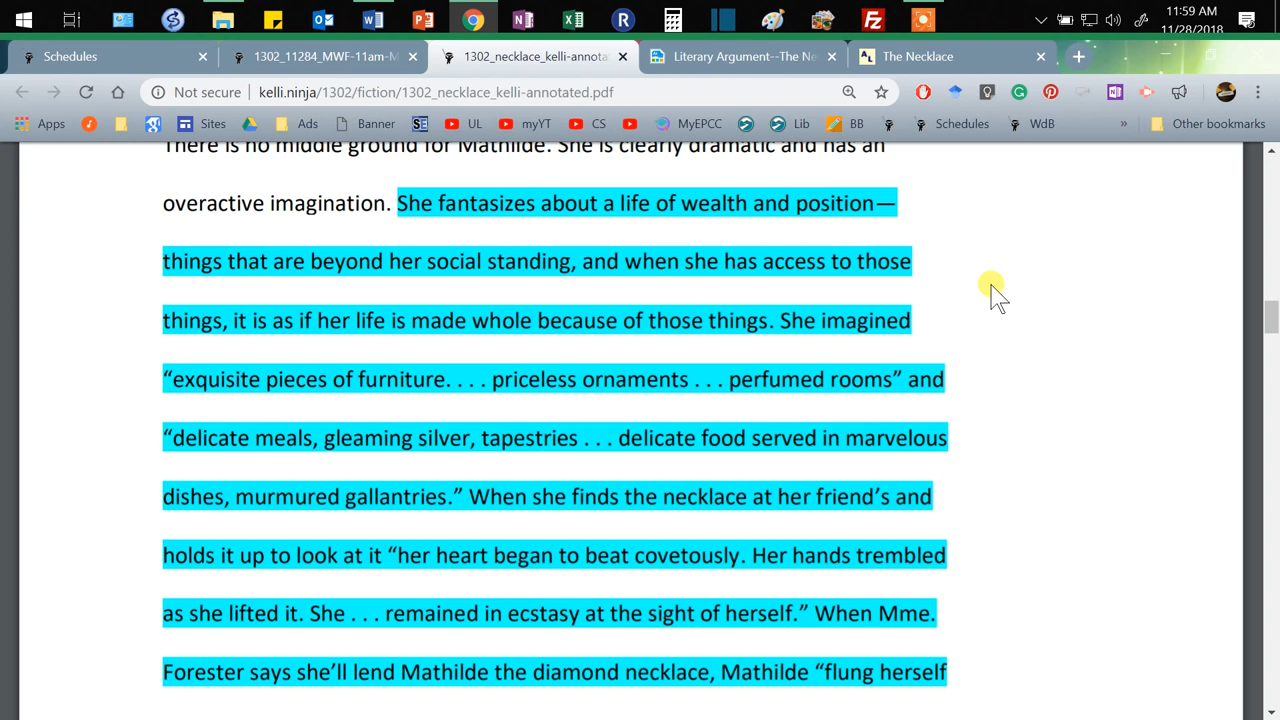 11:59 AM
11/28/2018
Schedules
1302_11284_MWF-11am-M
1302_necklace_kelli-annotat
Literary Argument--The Ne
The Necklace
Not secure
kelli.ninja/1302/fiction/1302_necklace_kelli-annotated.pdf
Apps
Sites
Ads
Banner
SE
UL
myYT
CS
MyEPCC
Lib
BB
Schedules
WdB
»
Other bookmarks
There is no middle ground for Mathilde. She is clearly dramatic and has an
overactive imagination. She fantasizes about a life of wealth and position—
things that are beyond her social standing, and when she has access to those
things, it is as if her life is made whole because of those things. She imagined
“exquisite pieces of furniture. . . . priceless ornaments . . . perfumed rooms” and
“delicate meals, gleaming silver, tapestries . . . delicate food served in marvelous
dishes, murmured gallantries.” When she finds the necklace at her friend’s and
holds it up to look at it “her heart began to beat covetously. Her hands trembled
as she lifted it. She . . . remained in ecstasy at the sight of herself.” When Mme.
Forester says she’ll lend Mathilde the diamond necklace, Mathilde “flung herself